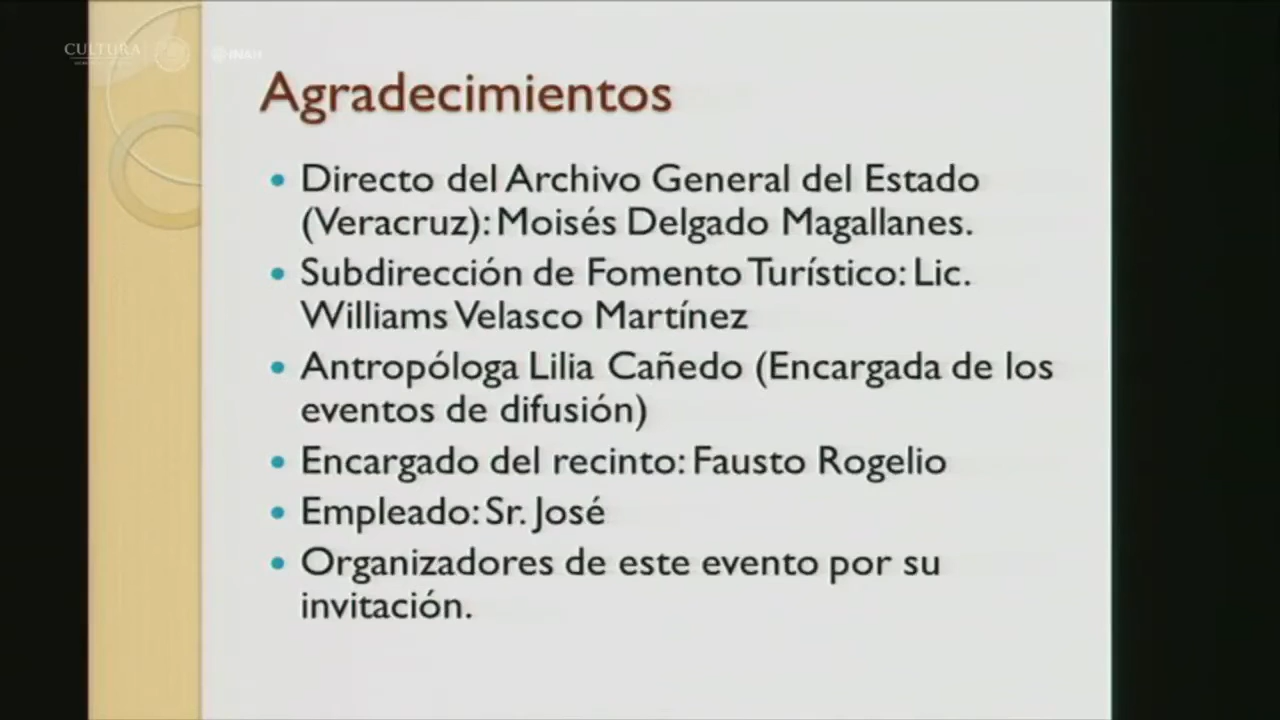 CULTURA
INAH
Agradecimientos
• Directo del Archivo General del Estado
(Veracruz): Moisés Delgado Magallanes.
• Subdirección de Fomento Turístico: Lic.
Williams Velasco Martínez
• Antropóloga Lilia Cañedo (Encargada de los
eventos de difusión)
• Encargado del recinto: Fausto Rogelio
• Empleado: Sr. José
• Organizadores de este evento por su
invitación.